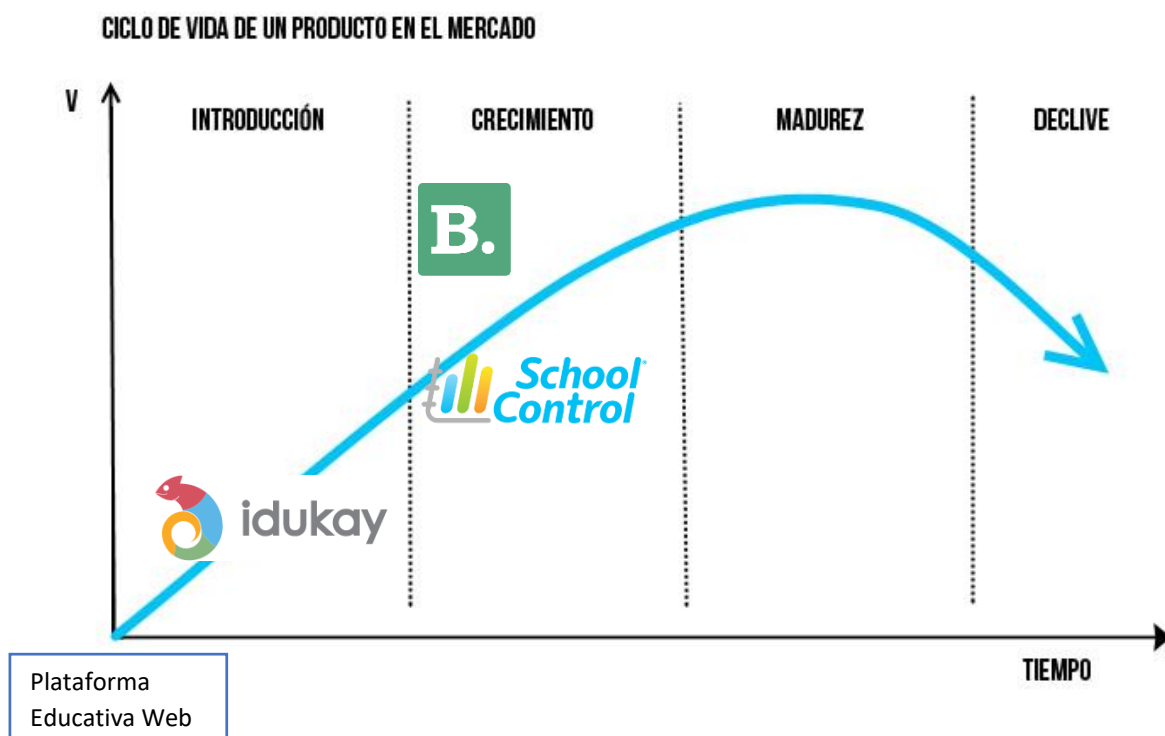 CICLO DE VIDA DE UN PRODUCTO EN EL MERCADO
V
INTRODUCCIÓN
CRECIMIENTO
MADUREZ
DECLIVE
B.
School
Control
idukay
TIEMPO
Plataforma
Educativa Web